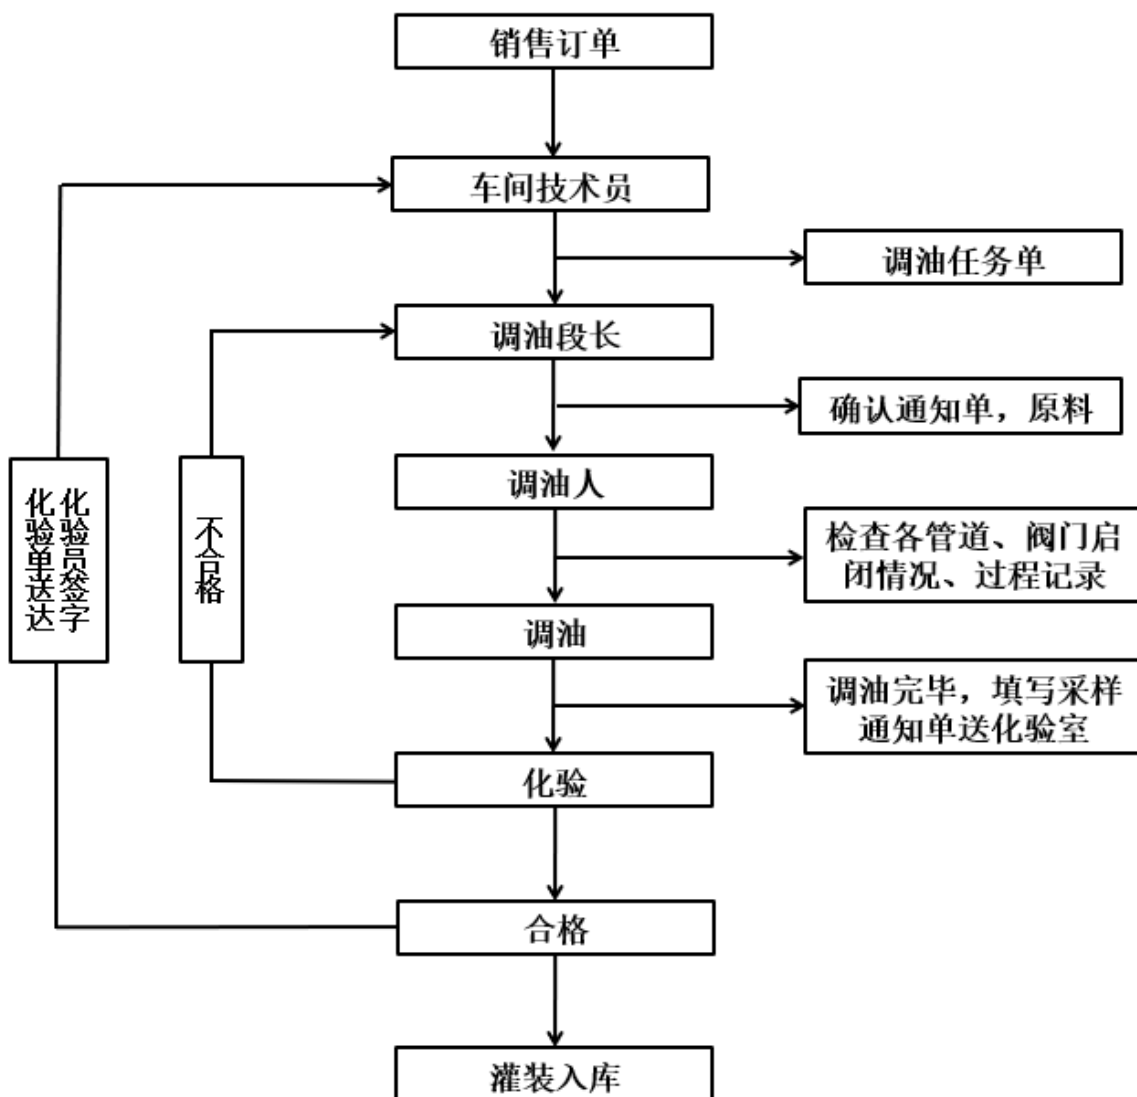 销售订单
车间技术员
调油任务单
调油段长
确认通知单，原料
调油人
化验员签字
化验单送达
不合格
检查各管道、阀门启
闭情况、过程记录
调油
调油完毕，填写采样
通知单送化验室
化验
合格
灌装入库